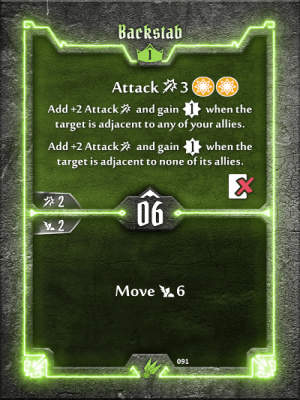 Backstab
1
Attack 3
Add +2 Attack and gain 1 when the
target is adjacent to any of your allies.
Add +2 Attack and gain 1 when the
target is adjacent to none of its allies.
2
06
2
Move 6
091